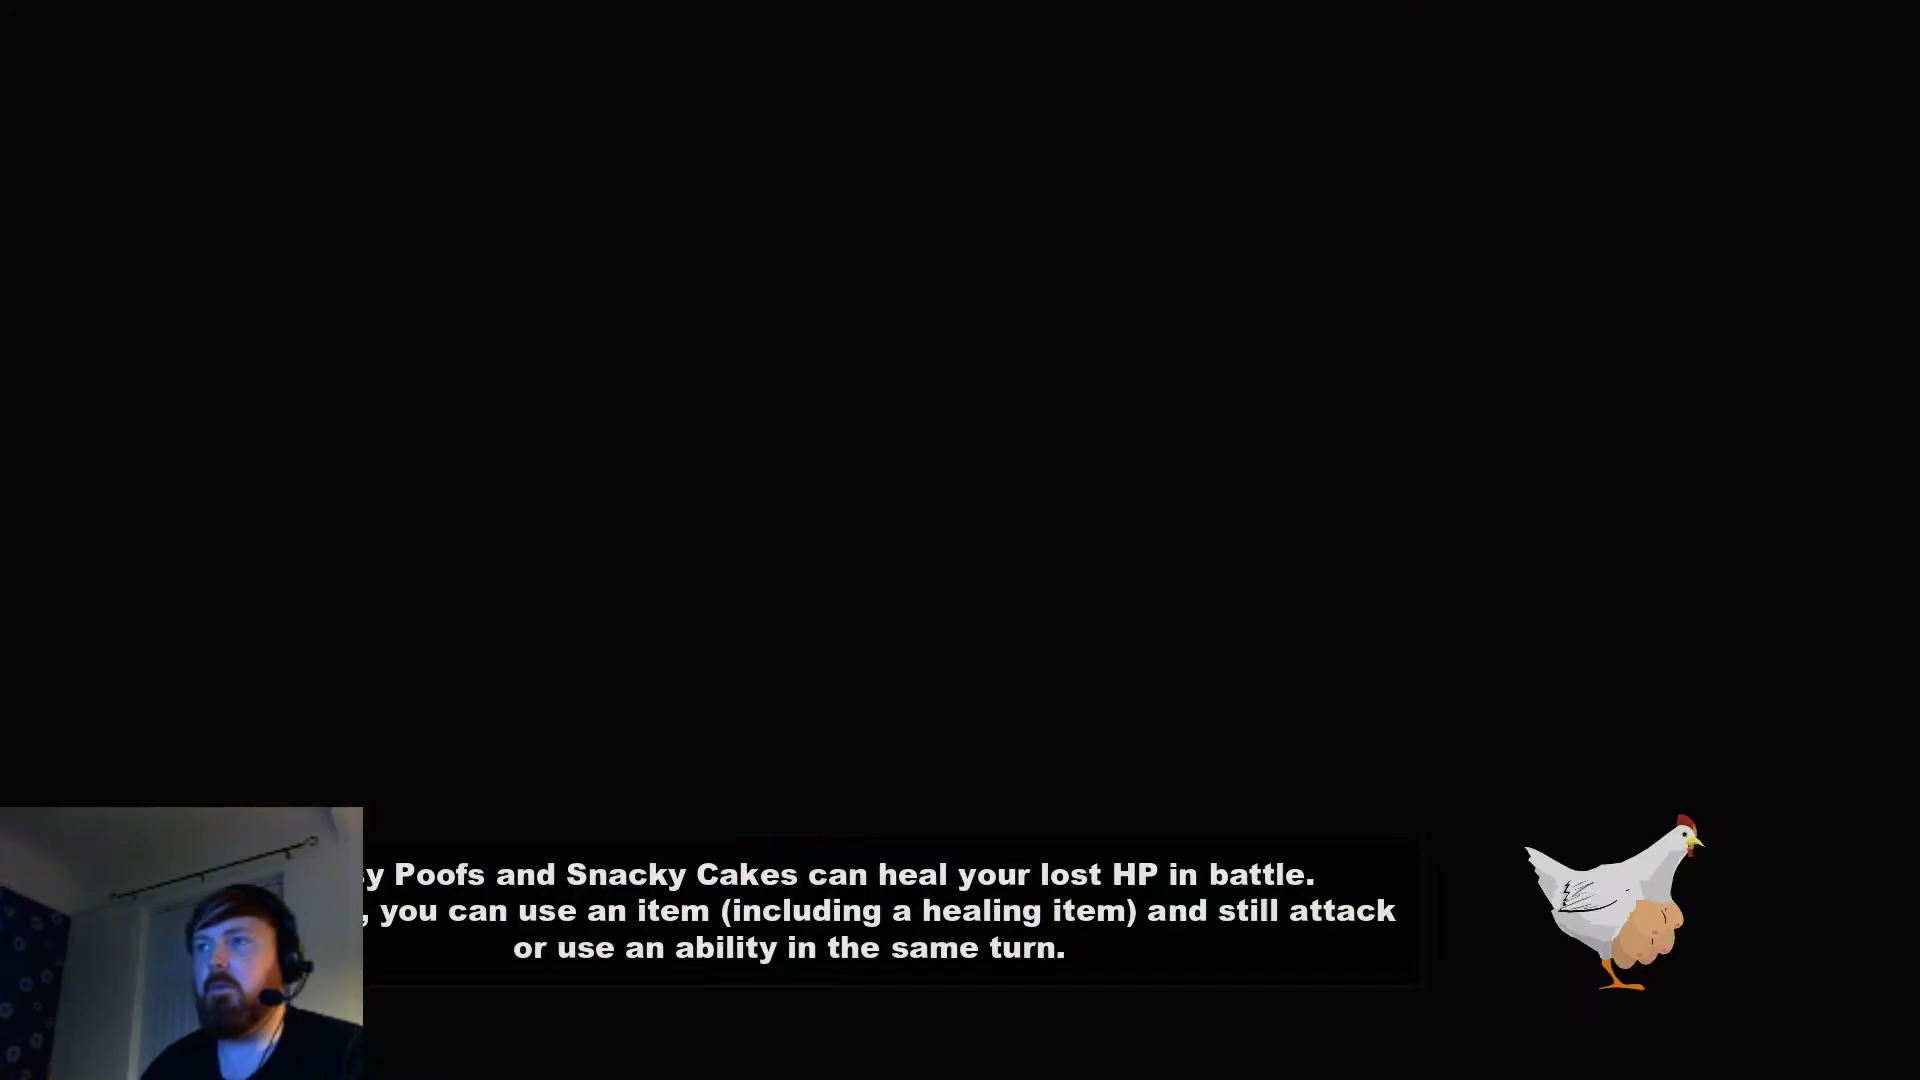 Poofs and Snacky Cakes can heal your lost HP in battle.
, you can use an item (including a healing item) and still attack
or use an ability in the same turn.